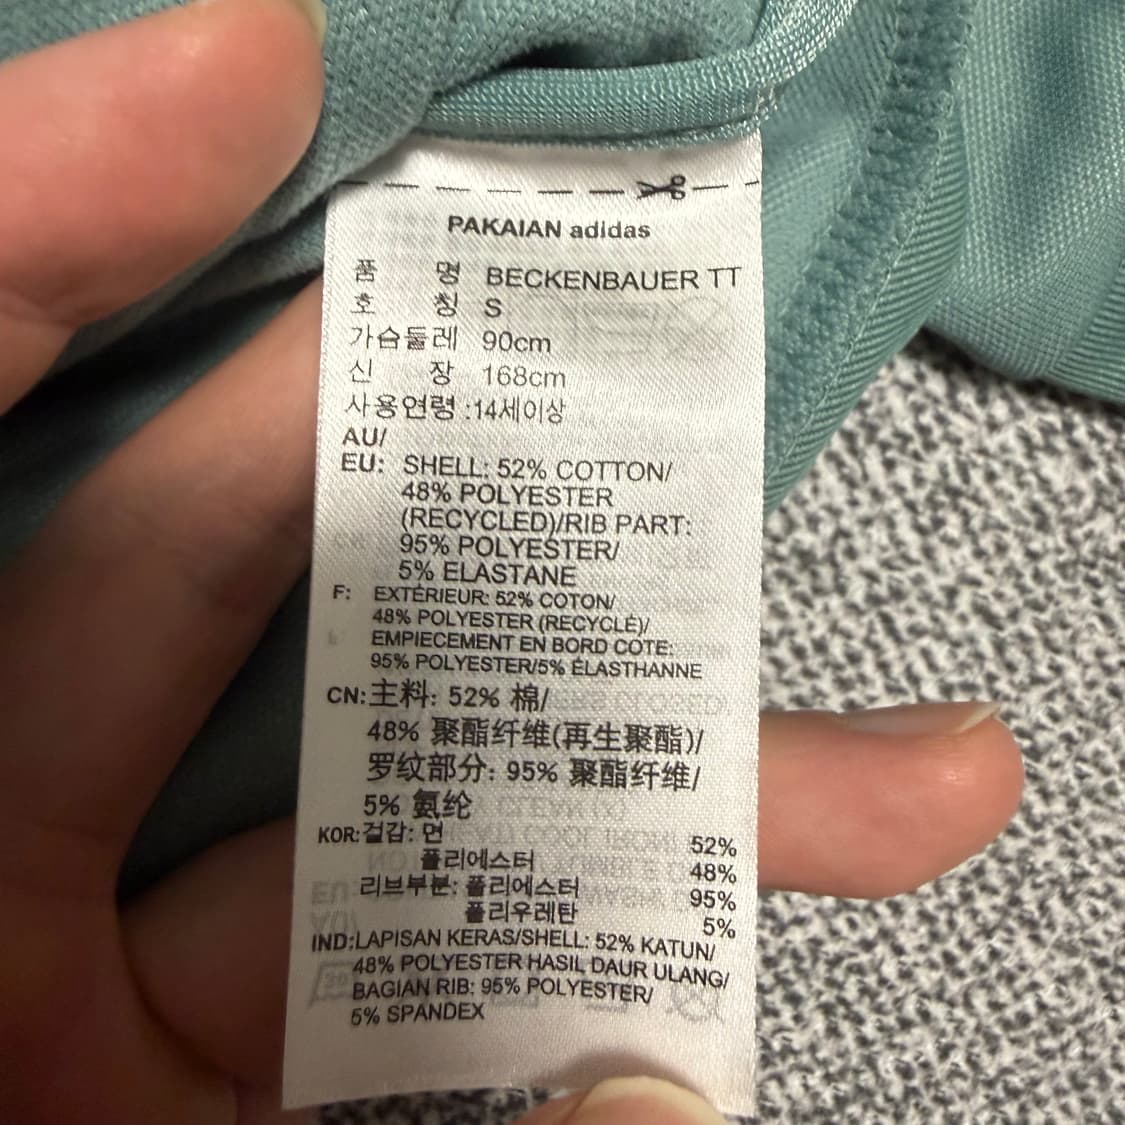 PAKAIAN adidas
품 명 BECKENBAUER TT
호 칭 S
가슴둘레 90cm
신 장 168cm
사용연령 :14세이상
AU/
EU: SHELL: 52% COTTON/
48% POLYESTER
(RECYCLED)/RIB PART:
95% POLYESTER/
5% ELASTANE
F: EXTÉRIEUR: 52% COTON/
48% POLYESTER (RECYCLÉ)/
EMPIECEMENT EN BORD COTE:
95% POLYESTER/5% ÉLASTHANNE
CN:主料: 52% 棉/
48% 聚酯纤维(再生聚酯)/
罗纹部分: 95% 聚酯纤维/
5% 氨纶
KOR:겉감: 면 52%
폴리에스터 48%
리브부분: 폴리에스터 95%
폴리우레탄 5%
IND:LAPISAN KERAS/SHELL: 52% KATUN/
48% POLYESTER HASIL DAUR ULANG/
BAGIAN RIB: 95% POLYESTER/
5% SPANDEX